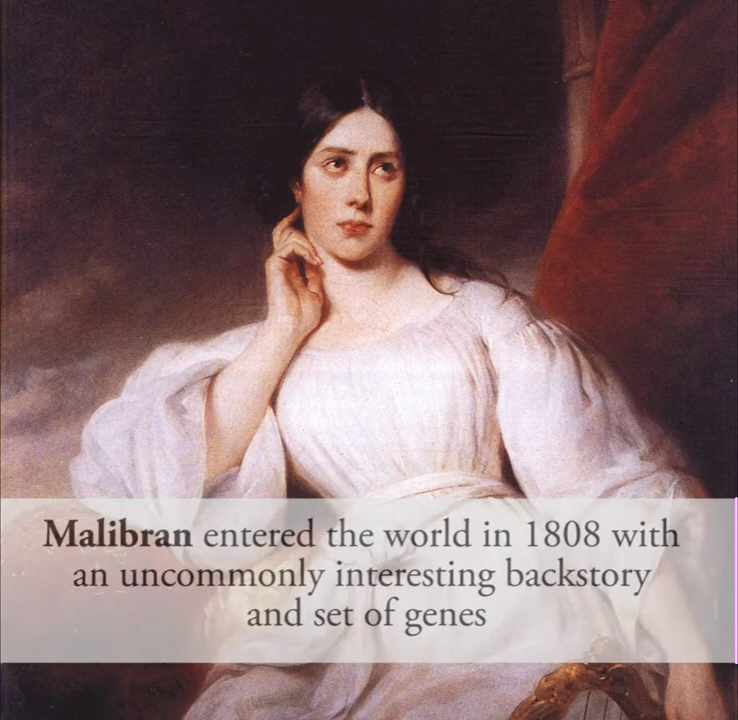 Malibran entered the world in 1808 with
an uncommonly interesting backstory
and set of genes